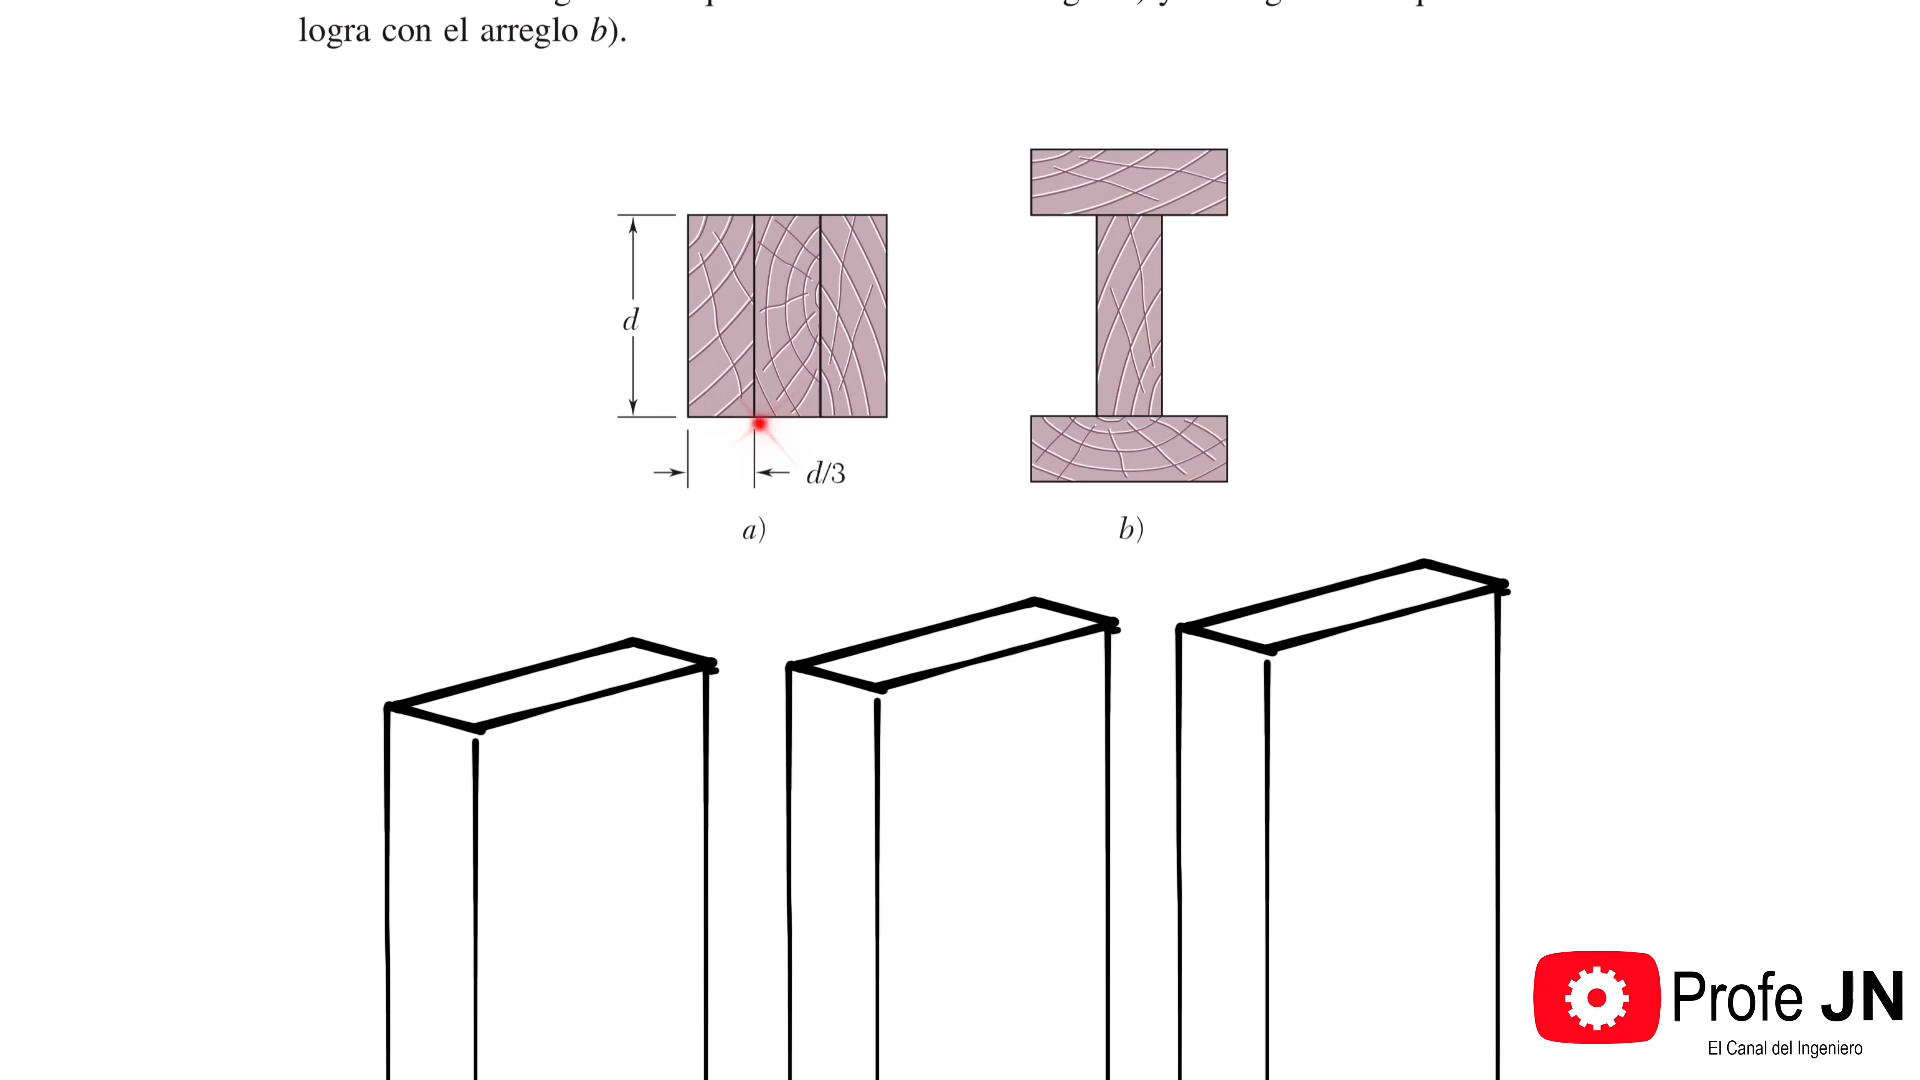 logra con el arreglo b).
d
d/3
a)
b)
Profe JN
El Canal del Ingeniero